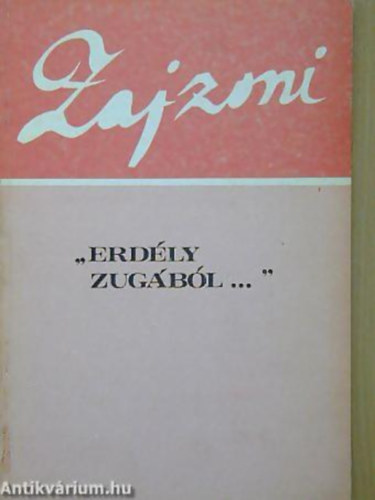 Zajzoni
„ERDÉLY
ZUGÁBÓL ... ”
Antikvárium.hu